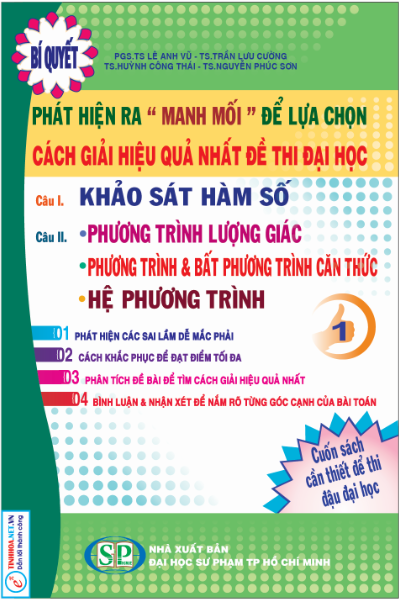 BÍ QUYẾT
PGS.TS LÊ ANH VŨ - TS.TRẦN LƯU CƯỜNG
TS.HUỲNH CÔNG THÁI - TS.NGUYỄN PHÚC SƠN
PHÁT HIỆN RA “ MANH MỐI ” ĐỂ LỰA CHỌN
CÁCH GIẢI HIỆU QUẢ NHẤT ĐỀ THI ĐẠI HỌC
Câu I. KHẢO SÁT HÀM SỐ
Câu II. •PHƯƠNG TRÌNH LƯỢNG GIÁC
•PHƯƠNG TRÌNH & BẤT PHƯƠNG TRÌNH CĂN THỨC
•HỆ PHƯƠNG TRÌNH
1
01 PHÁT HIỆN CÁC SAI LẦM DỄ MẮC PHẢI
02 CÁCH KHẮC PHỤC ĐỂ ĐẠT ĐIỂM TỐI ĐA
03 PHÂN TÍCH ĐỀ BÀI ĐỂ TÌM CÁCH GIẢI HIỆU QUẢ NHẤT
04 BÌNH LUẬN & NHẬN XÉT ĐỂ NẮM RÕ TỪNG GÓC CẠNH CỦA BÀI TOÁN
Cuốn sách
cần thiết để thi
đậu đại học
TINHHOA.NET.VN
Dẫn lối thành công
SP
NHÀ XUẤT BẢN
ĐẠI HỌC SƯ PHẠM TP HỒ CHÍ MINH